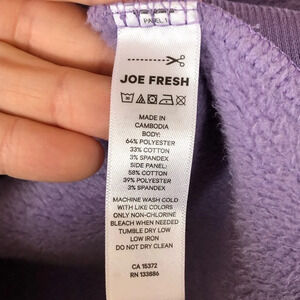 PANEL 1
JOE FRESH
MADE IN
CAMBODIA
BODY:
64% POLYESTER
33% COTTON
3% SPANDEX
SIDE PANEL:
58% COTTON
39% POLYESTER
3% SPANDEX
MACHINE WASH COLD
WITH LIKE COLORS
ONLY NON-CHLORINE
BLEACH WHEN NEEDED
TUMBLE DRY LOW
LOW IRON
DO NOT DRY CLEAN
CA 15372
RN 133886